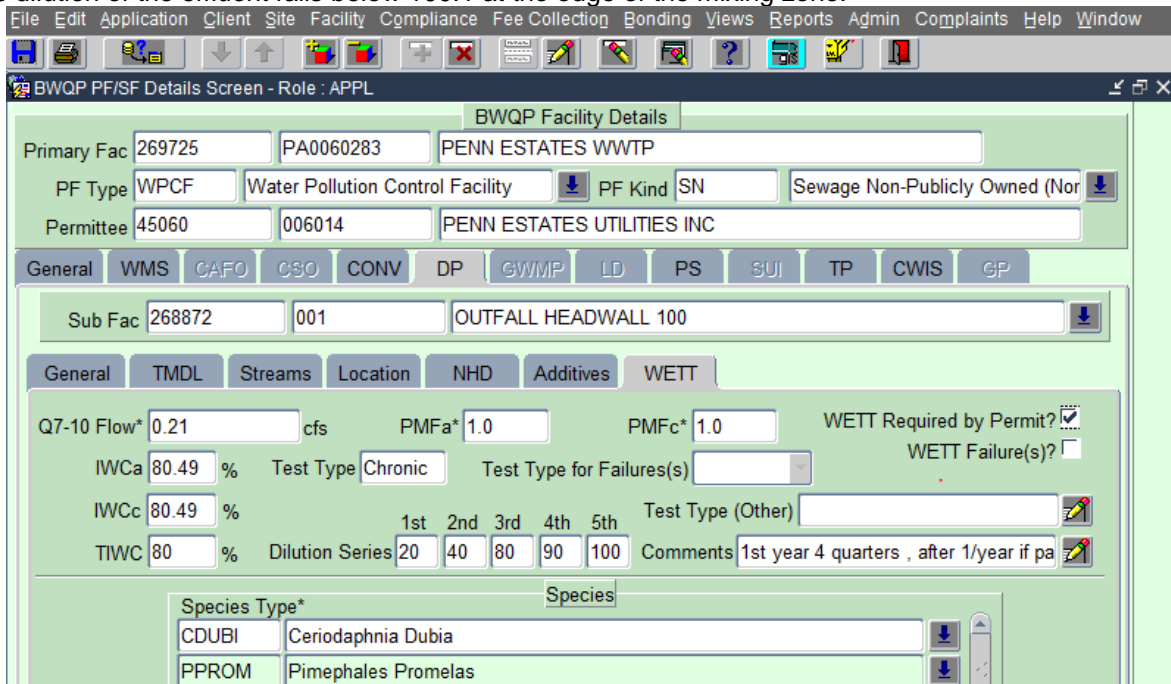 File Edit Application Client Site Facility Compliance Fee Collection Bonding Views Reports Admin Complaints Help Window
BWQP PF/SF Details Screen - Role : APPL
BWQP Facility Details
Primary Fac 269725 PA0060283 PENN ESTATES WWTP
PF Type WPCF Water Pollution Control Facility PF Kind SN Sewage Non-Publicly Owned (Nor
Permittee 45060 006014 PENN ESTATES UTILITIES INC
General WMS CAFO CSO CONV DP GWMP LD PS SUI TP CWIS GP
Sub Fac 268872 001 OUTFALL HEADWALL 100
General TMDL Streams Location NHD Additives WETT
Q7-10 Flow* 0.21 cfs PMFa* 1.0 PMFc* 1.0 WETT Required by Permit?
WETT Failure(s)?
IWCa 80.49 % Test Type Chronic Test Type for Failures(s)
IWCc 80.49 % Test Type (Other)
1st 2nd 3rd 4th 5th
TIWC 80 % Dilution Series 20 40 80 90 100 Comments 1st year 4 quarters , after 1/year if pa
Species
Species Type*
CDUBI Ceriodaphnia Dubia
PPROM Pimephales Promelas